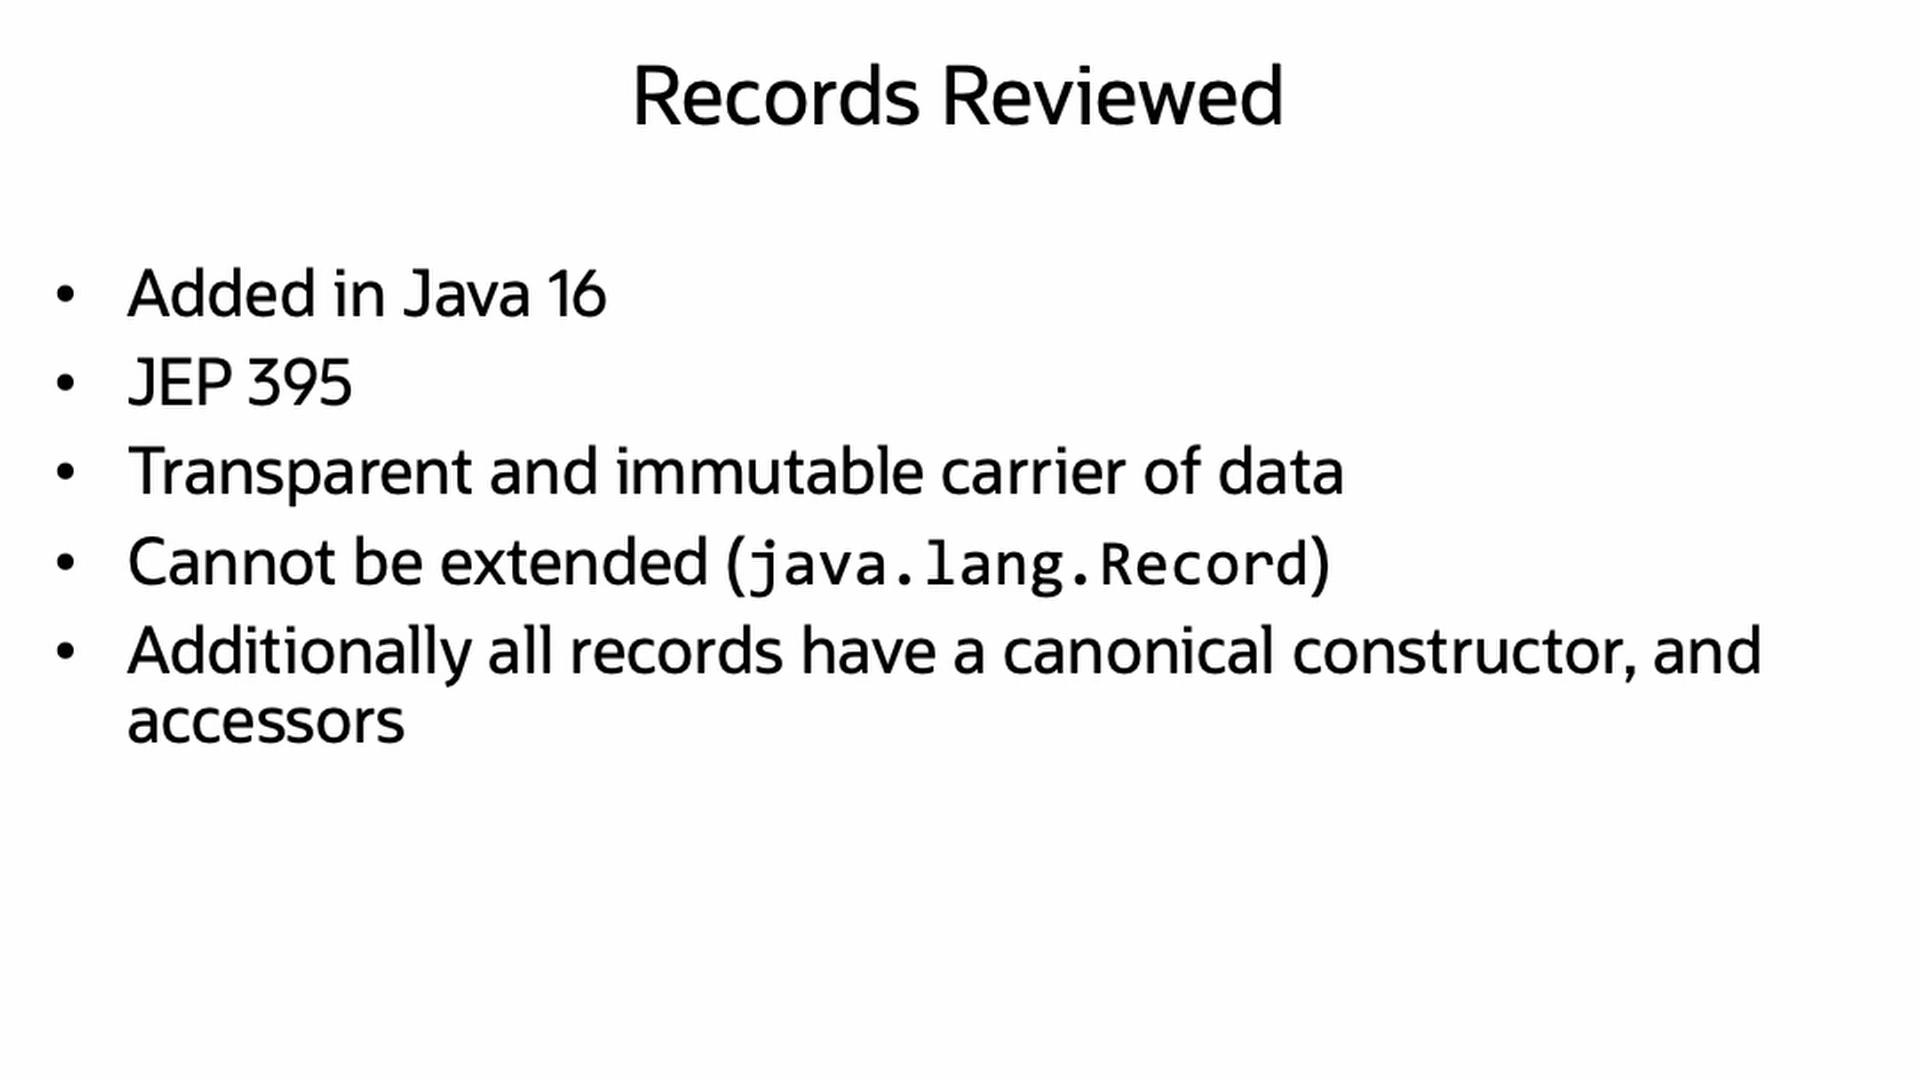 Records Reviewed
• Added in Java 16
• JEP 395
• Transparent and immutable carrier of data
• Cannot be extended (java.lang.Record)
• Additionally all records have a canonical constructor, and
accessors